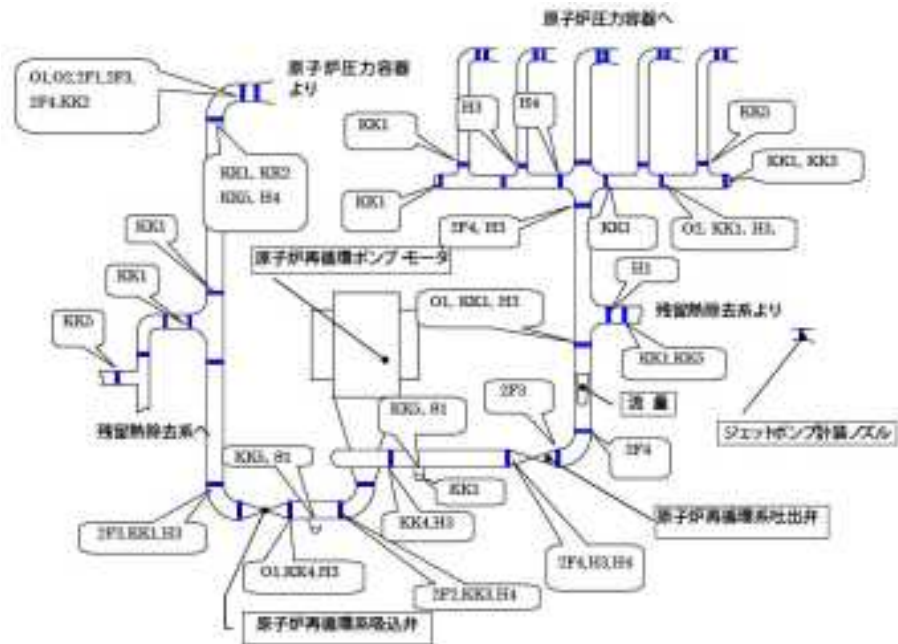 原子炉圧力容器へ
O1,O2,2F1,2F3,
2F4,KK2
原子炉圧力容器
より
KK1
H3
H4
KK5
KK1, KK2
KK5, H4
KK1
KK1, KK3
2F4, H3
KK1
O2, KK1, H3,
KK1
原子炉再循環ポンプ・モータ
KK1
O1, KK1, H3
H1
残留熱除去系より
KK5
KK1,KK5
2F3
流量
KK5, S1
残留熱除去系へ
KK5, S1
2F4
ジェットポンプ計装ノズル
KK3
2F3,KK1,H3
KK4,H3
原子炉再循環系吐出弁
O1,KK4,H3
2F2,KK3,H4
2F4,H3,H4
原子炉再循環系吸込弁